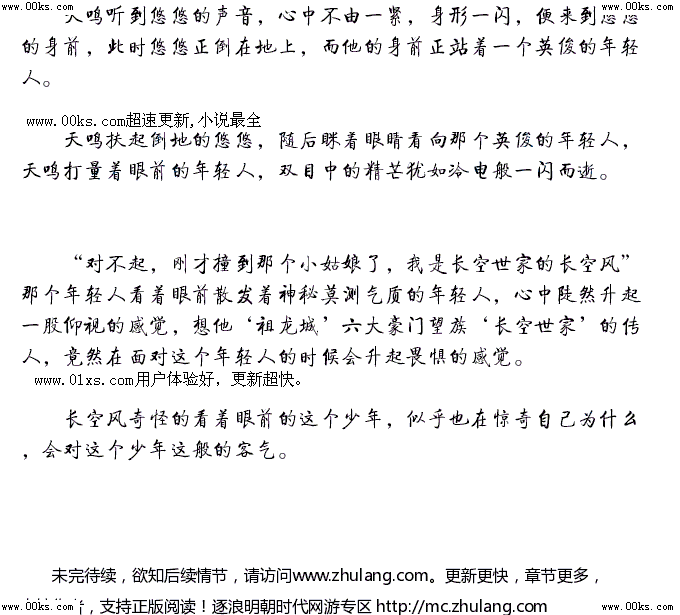 www.00ks.com www.00ks.com
天鸣听到悠悠的声音，心中不由一紧，身形一闪，便来到悠悠
的身前，此时悠悠正倒在地上，而他的身前正站着一个英俊的年轻
人。
www.00ks.com超速更新,小说最全
天鸣扶起倒地的悠悠，随后眯着眼睛看向那个英俊的年轻人，
天鸣打量着眼前的年轻人，双目中的精芒犹如冷电般一闪而逝。
“对不起，刚才撞到那个小姑娘了，我是长空世家的长空风”
那个年轻人看着眼前散发着神秘莫测气质的年轻人，心中陡然升起
一股仰视的感觉，想他‘祖龙城’六大豪门望族‘长空世家’的传
人，竟然在面对这个年轻人的时候会升起畏惧的感觉。
www.01xs.com用户体验好，更新超快。
长空风奇怪的看着眼前的这个少年，似乎也在惊奇自己为什么
，会对这个少年这般的客气。
未完待续，欲知后续情节，请访问www.zhulang.com。更新更快，章节更多，
，支持正版阅读！逐浪明朝时代网游专区 http://mc.zhulang.com
www.00ks.com www.00ks.com